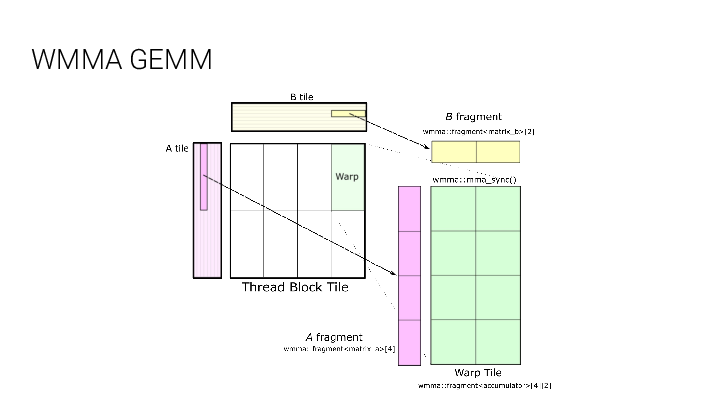 WMMA GEMM
B tile
B fragment
wmma::fragment<matrix_b>[2]
A tile
Warp
wmma::mma_sync()
Thread Block Tile
A fragment
wmma::fragment<matrix_a>[4]
Warp Tile
wmma::fragment<accumulator>[4][2]